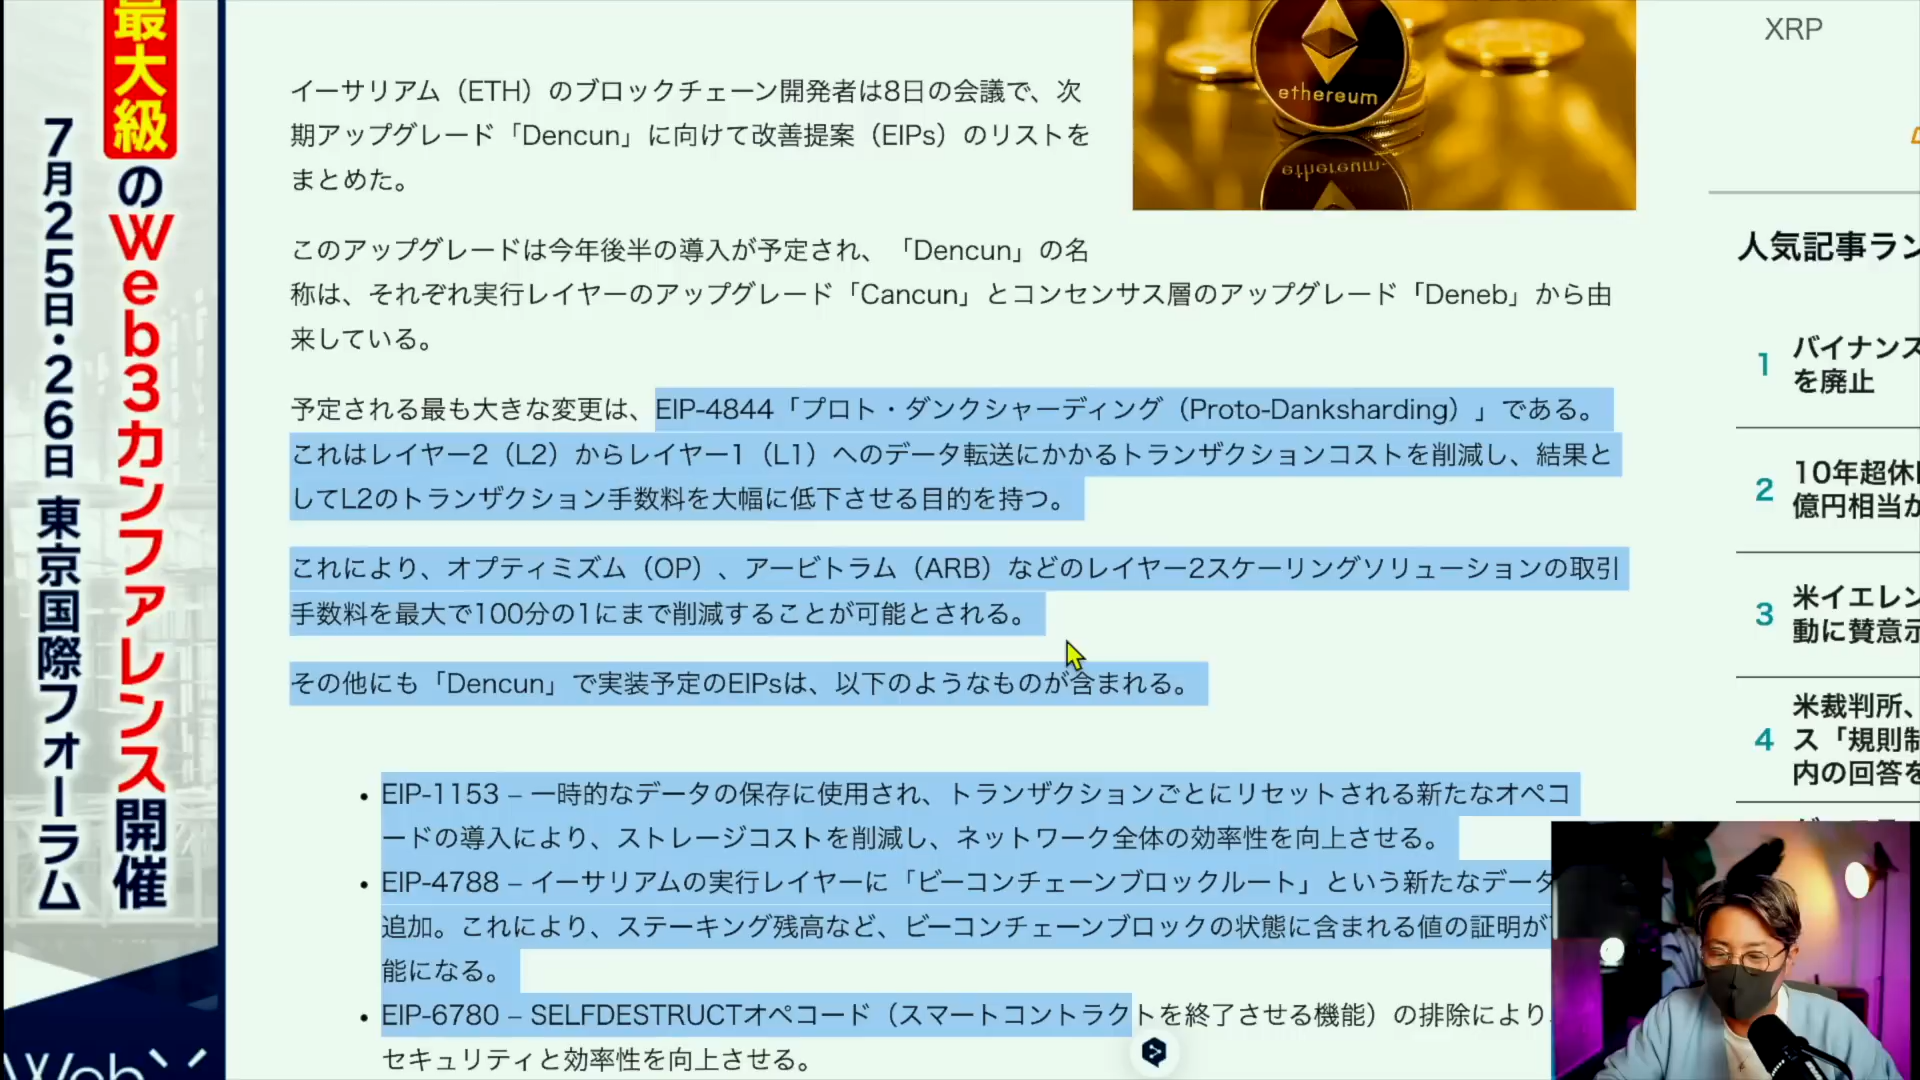 最大級のWeb3カンファレンス開催
7月25日・26日 東京国際フォーラム
ethereum
イーサリアム（ETH）のブロックチェーン開発者は8日の会議で、次
期アップグレード「Dencun」に向けて改善提案（EIPs）のリストを
まとめた。
このアップグレードは今年後半の導入が予定され、「Dencun」の名
称は、それぞれ実行レイヤーのアップグレード「Cancun」とコンセンサス層のアップグレード「Deneb」から由
来している。
予定される最も大きな変更は、EIP-4844「プロト・ダンクシャーディング（Proto-Danksharding）」である。
これはレイヤー2（L2）からレイヤー1（L1）へのデータ転送にかかるトランザクションコストを削減し、結果と
してL2のトランザクション手数料を大幅に低下させる目的を持つ。
これにより、オプティミズム（OP）、アービトラム（ARB）などのレイヤー2スケーリングソリューションの取引
手数料を最大で100分の1にまで削減することが可能とされる。
その他にも「Dencun」で実装予定のEIPsは、以下のようなものが含まれる。
• EIP-1153 – 一時的なデータの保存に使用され、トランザクションごとにリセットされる新たなオペコ
ードの導入により、ストレージコストを削減し、ネットワーク全体の効率性を向上させる。
• EIP-4788 – イーサリアムの実行レイヤーに「ビーコンチェーンブロックルート」という新たなデータ
追加。これにより、ステーキング残高など、ビーコンチェーンブロックの状態に含まれる値の証明が
能になる。
• EIP-6780 – SELFDESTRUCTオペコード（スマートコントラクトを終了させる機能）の排除により
セキュリティと効率性を向上させる。
XRP
人気記事ラン
1 バイナンス
を廃止
2 10年超休
億円相当か
3 米イエレン
動に賛意示
4 米裁判所、
ス「規則制
内の回答を